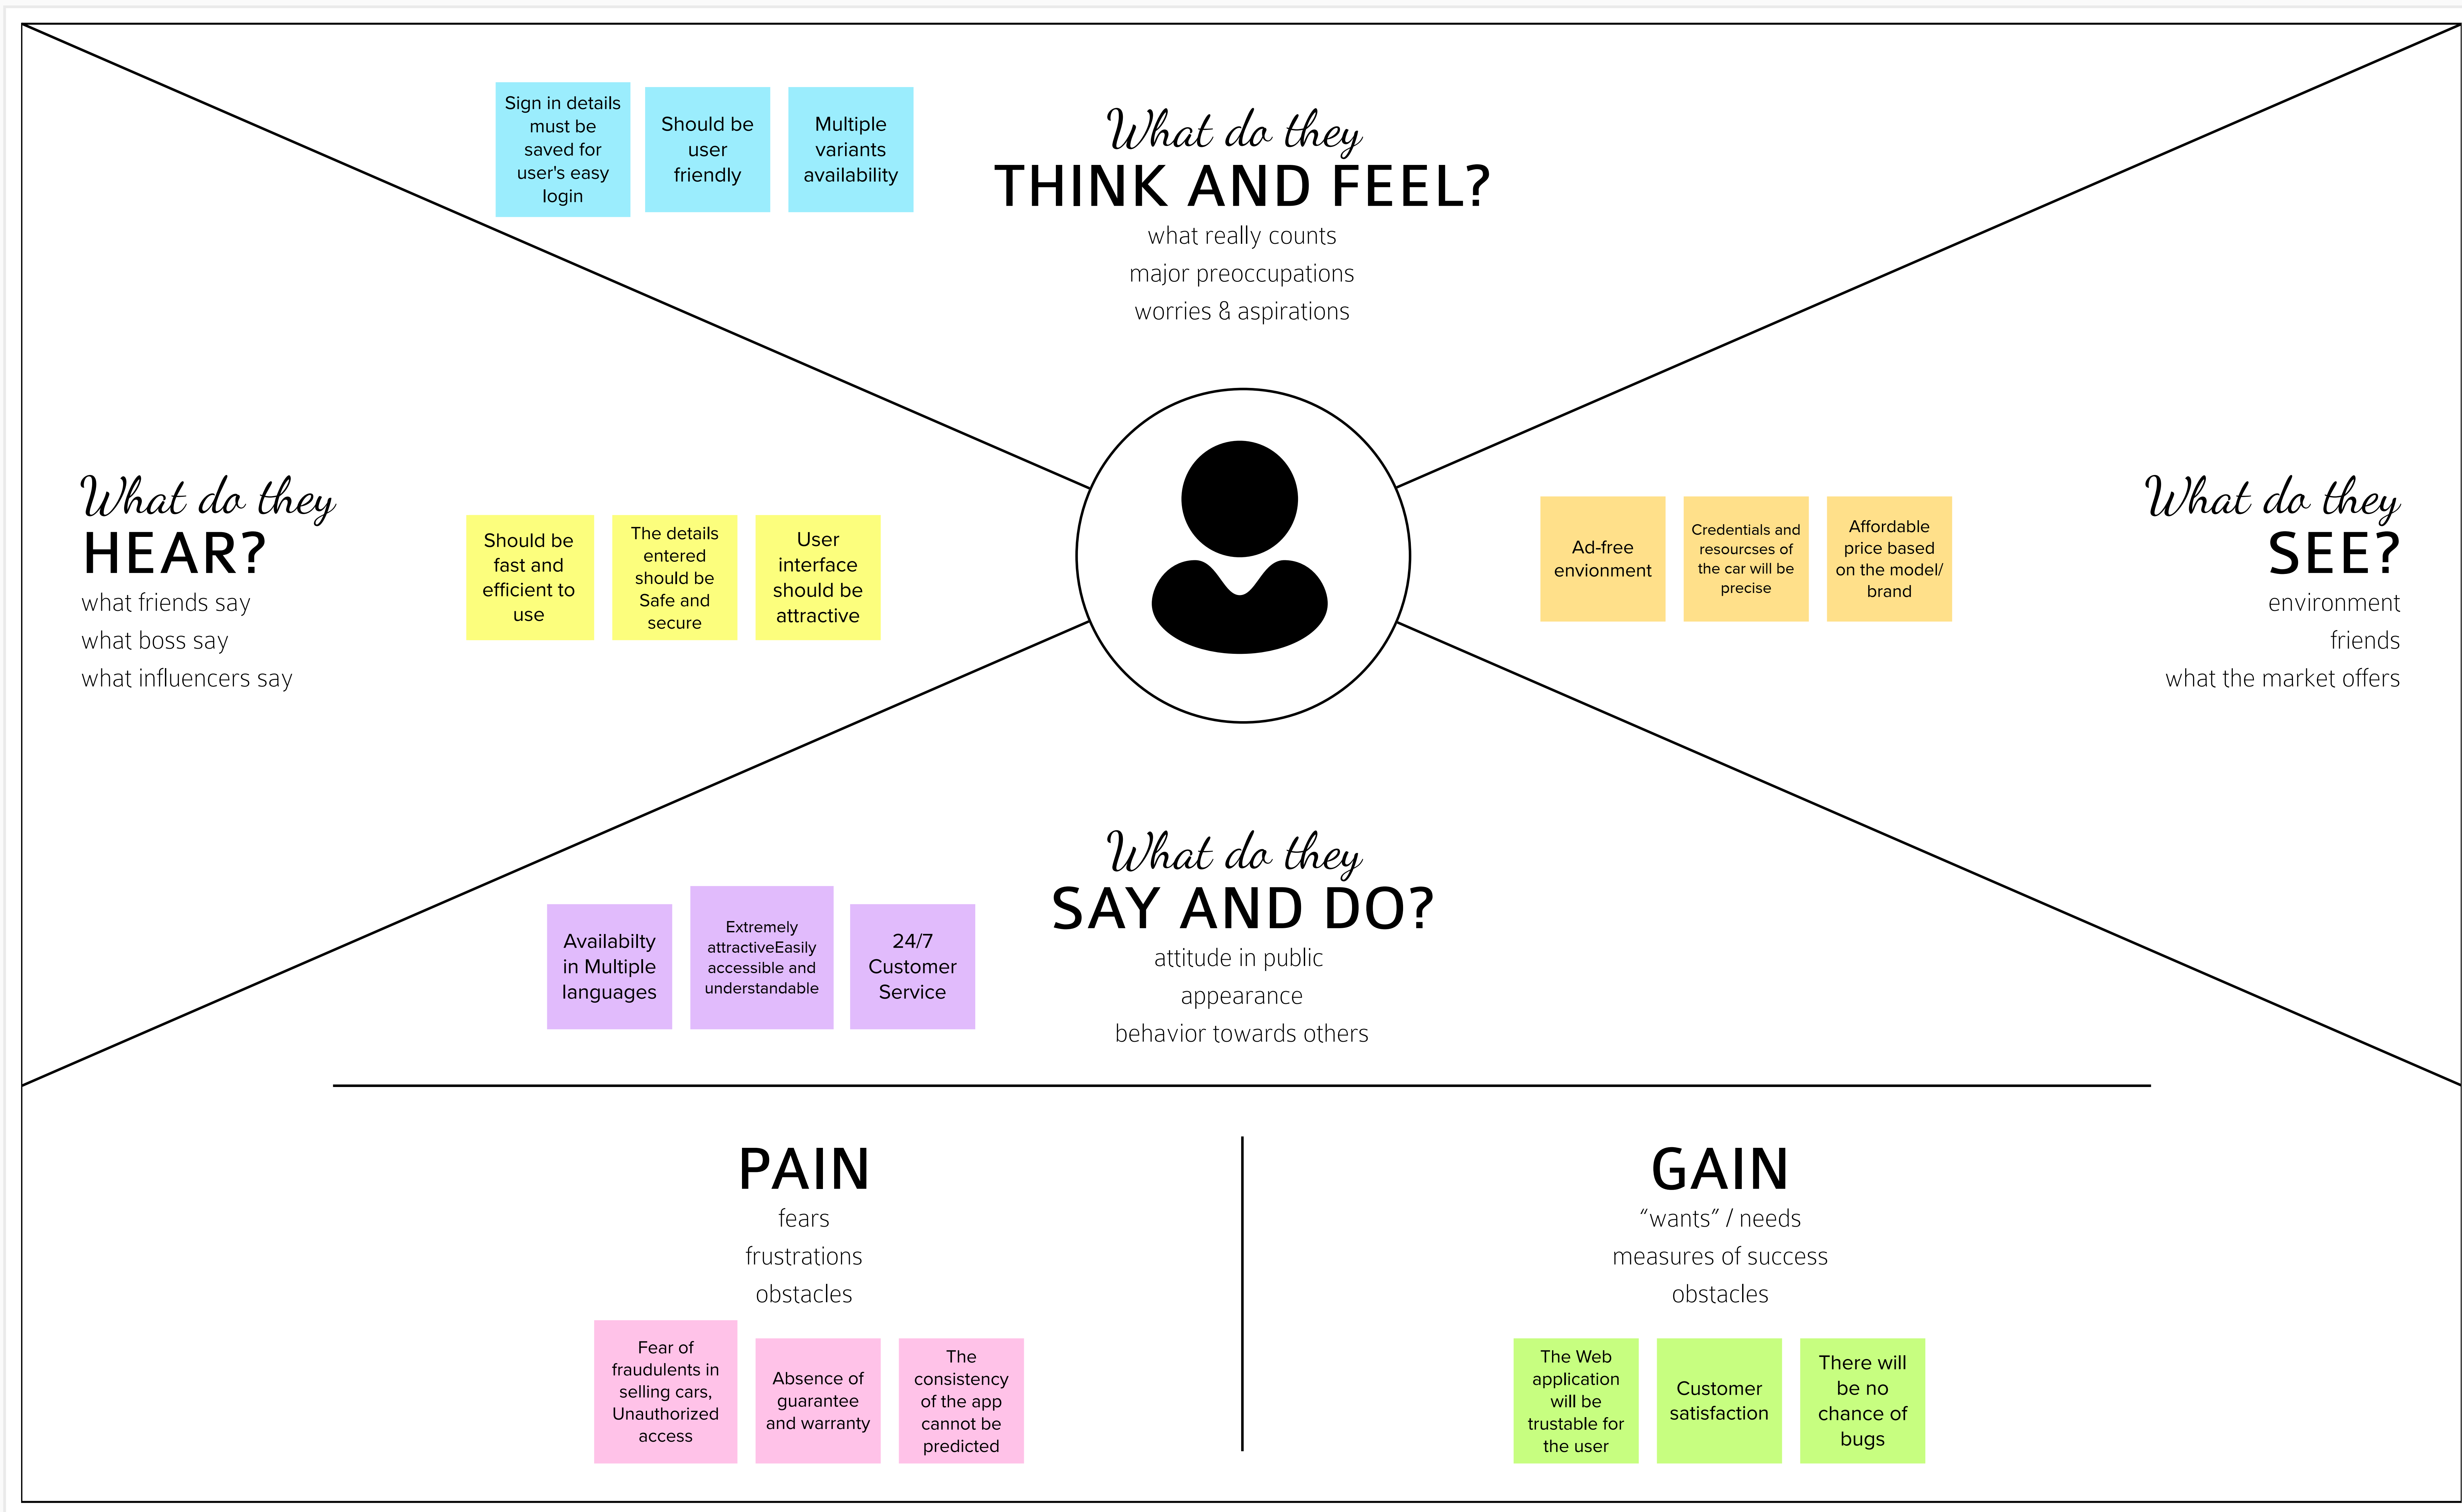 Sign in details
must be
saved for
user's easy
login
Should be
user
friendly
Multiple
variants
availability
What do they
THINK AND FEEL?
what really counts
major preoccupations
worries & aspirations
What do they
HEAR?
what friends say
what boss say
what influencers say
Should be
fast and
efficient to
use
The details
entered
should be
Safe and
secure
User
interface
should be
attractive
Ad-free
envionment
Credentials and
resourcses of
the car will be
precise
Affordable
price based
on the model/
brand
What do they
SEE?
environment
friends
what the market offers
Availabilty
in Multiple
languages
Extremely
attractiveEasily
accessible and
understandable
24/7
Customer
Service
What do they
SAY AND DO?
attitude in public
appearance
behavior towards others
PAIN
fears
frustrations
obstacles
Fear of
fraudulents in
selling cars,
Unauthorized
access
Absence of
guarantee
and warranty
The
consistency
of the app
cannot be
predicted
GAIN
“wants” / needs
measures of success
obstacles
The Web
application
will be
trustable for
the user
Customer
satisfaction
There will
be no
chance of
bugs